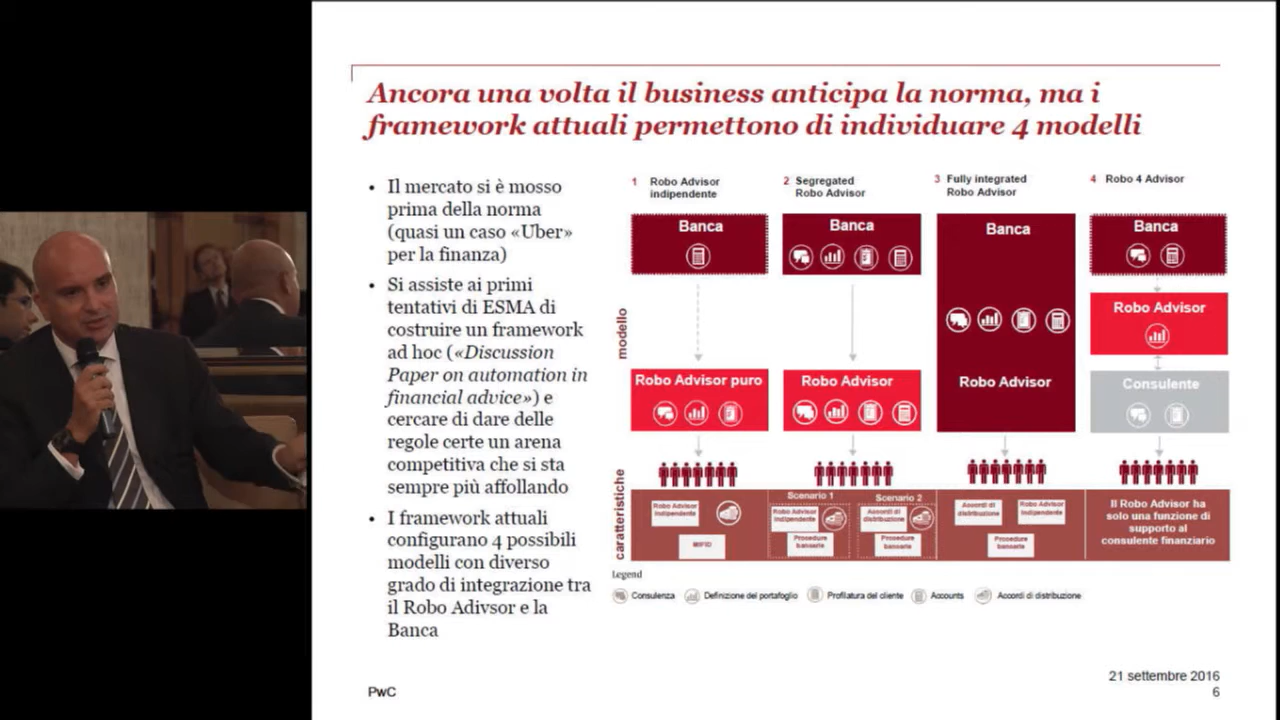 Ancora una volta il business anticipa la norma, ma i
framework attuali permettono di individuare 4 modelli
• Il mercato si è mosso
prima della norma
(quasi un caso «Uber»
per la finanza)
• Si assiste ai primi
tentativi di ESMA di
costruire un framework
ad hoc («Discussion
Paper on automation in
financial advice») e
cercare di dare delle
regole certe un arena
competitiva che si sta
sempre più affollando
• I framework attuali
configurano 4 possibili
modelli con diverso
grado di integrazione tra
il Robo Adivsor e la
Banca
modello
caratteristiche
1 Robo Advisor
indipendente
Banca
Robo Advisor puro
Robo Advisor
indipendente
MIFID
2 Segregated
Robo Advisor
Banca
Robo Advisor
Scenario 1
Robo Advisor
indipendente
Procedure
bancarie
Scenario 2
Accordi di
distribuzione
Procedure
bancarie
3 Fully integrated
Robo Advisor
Banca
Robo Advisor
Accordi di
distribuzione
Robo Advisor
indipendente
Procedure
bancarie
4 Robo 4 Advisor
Banca
Robo Advisor
Consulente
Il Robo Advisor ha
solo una funzione di
supporto al
consulente finanziario
Legend
Consulenza
Definizione del portafoglio
Profilatura del cliente
Accounts
Accordi di distribuzione
PwC
21 settembre 2016
6